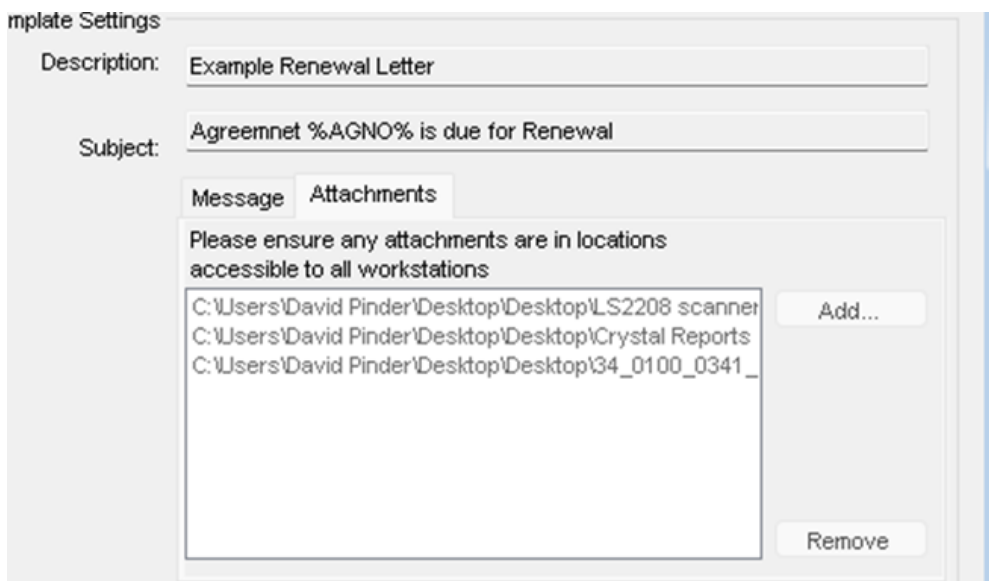 mplate Settings
Description: Example Renewal Letter
Subject: Agreemnet %AGNO% is due for Renewal
Message Attachments
Please ensure any attachments are in locations
accessible to all workstations
C:\Users\David Pinder\Desktop\Desktop\LS2208 scanner
C:\Users\David Pinder\Desktop\Desktop\Crystal Reports
C:\Users\David Pinder\Desktop\Desktop\34_0100_0341_
Add...
Remove